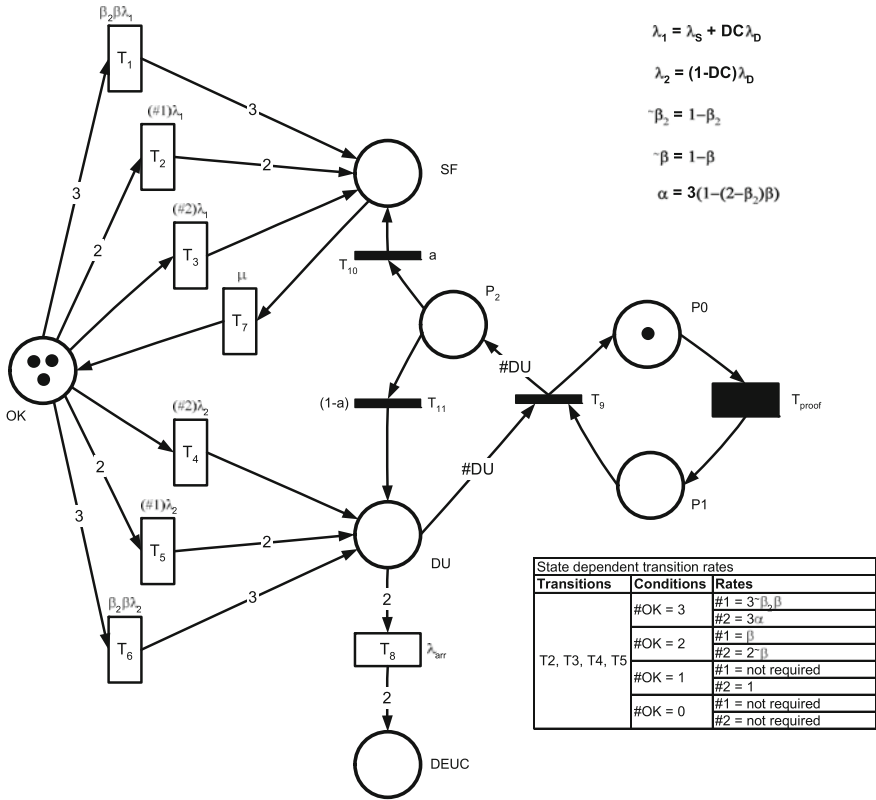 β₂βλ₁
T₁
(#1)λ₁
T₂
(#2)λ₁
T₃
μ
T₇
3
2
3
2
SF
λ₁ = λ_S + DCλ_D
λ₂ = (1-DC)λ_D
~β₂ = 1−β₂
~β = 1−β
α = 3(1−(2−β₂)β)
T₁₀
a
P₂
P0
#DU
OK
(1-a)
T₁₁
T₉
T_proof
(#2)λ₂
T₄
#DU
P1
2
3
(#1)λ₂
T₅
2
β₂βλ₂
T₆
3
DU
2
T₈
λ_arr
2
DEUC
State dependent transition rates
Transitions Conditions Rates
T2, T3, T4, T5
#OK = 3
#1 = 3~β₂β
#2 = 3α
#OK = 2
#1 = β
#2 = 2~β
#OK = 1
#1 = not required
#2 = 1
#OK = 0
#1 = not required
#2 = not required